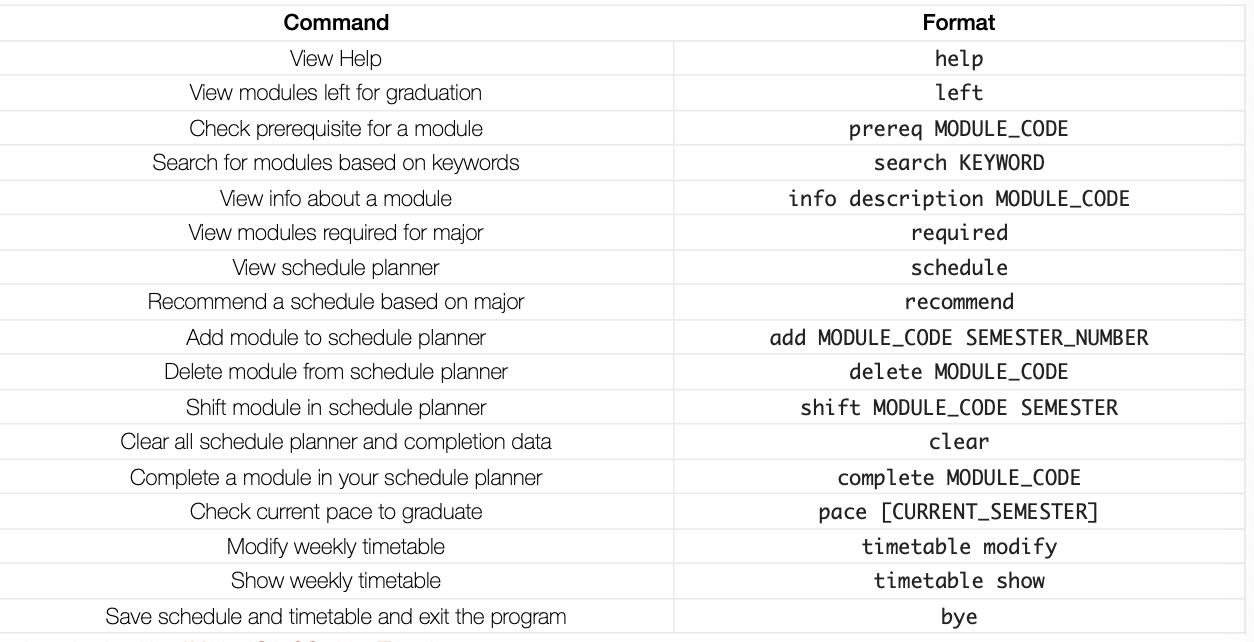 Command Format
View Help help
View modules left for graduation left
Check prerequisite for a module prereq MODULE_CODE
Search for modules based on keywords search KEYWORD
View info about a module info description MODULE_CODE
View modules required for major required
View schedule planner schedule
Recommend a schedule based on major recommend
Add module to schedule planner add MODULE_CODE SEMESTER_NUMBER
Delete module from schedule planner delete MODULE_CODE
Shift module in schedule planner shift MODULE_CODE SEMESTER
Clear all schedule planner and completion data clear
Complete a module in your schedule planner complete MODULE_CODE
Check current pace to graduate pace [CURRENT_SEMESTER]
Modify weekly timetable timetable modify
Show weekly timetable timetable show
Save schedule and timetable and exit the program bye